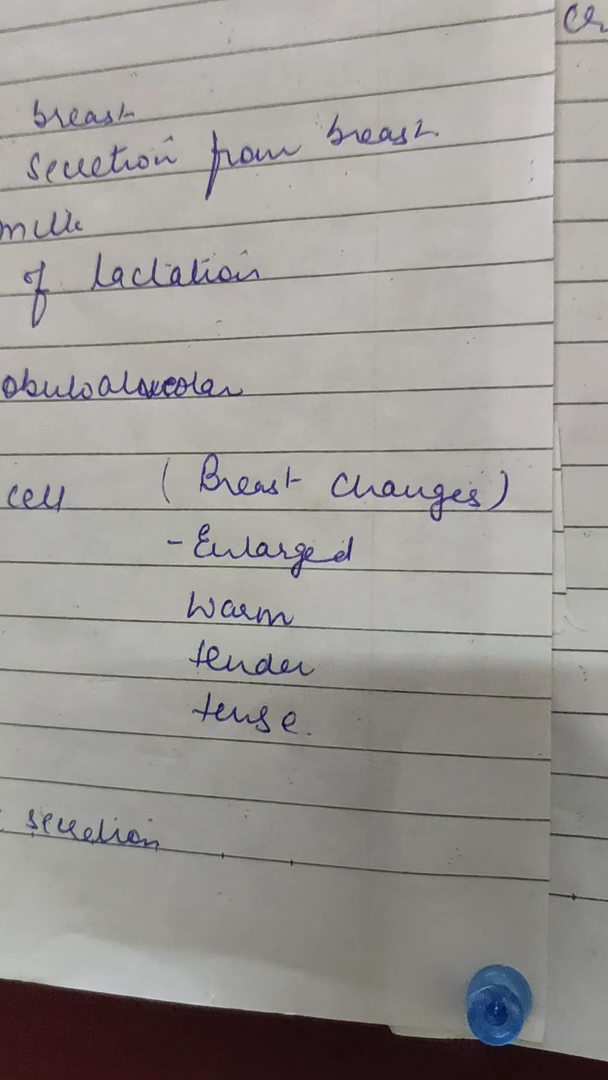 breast
secretion from breast
milk
of lactation
obuloalveolar
cell (Breast changes)
- Enlarged
warm
tender
tense.
secretion